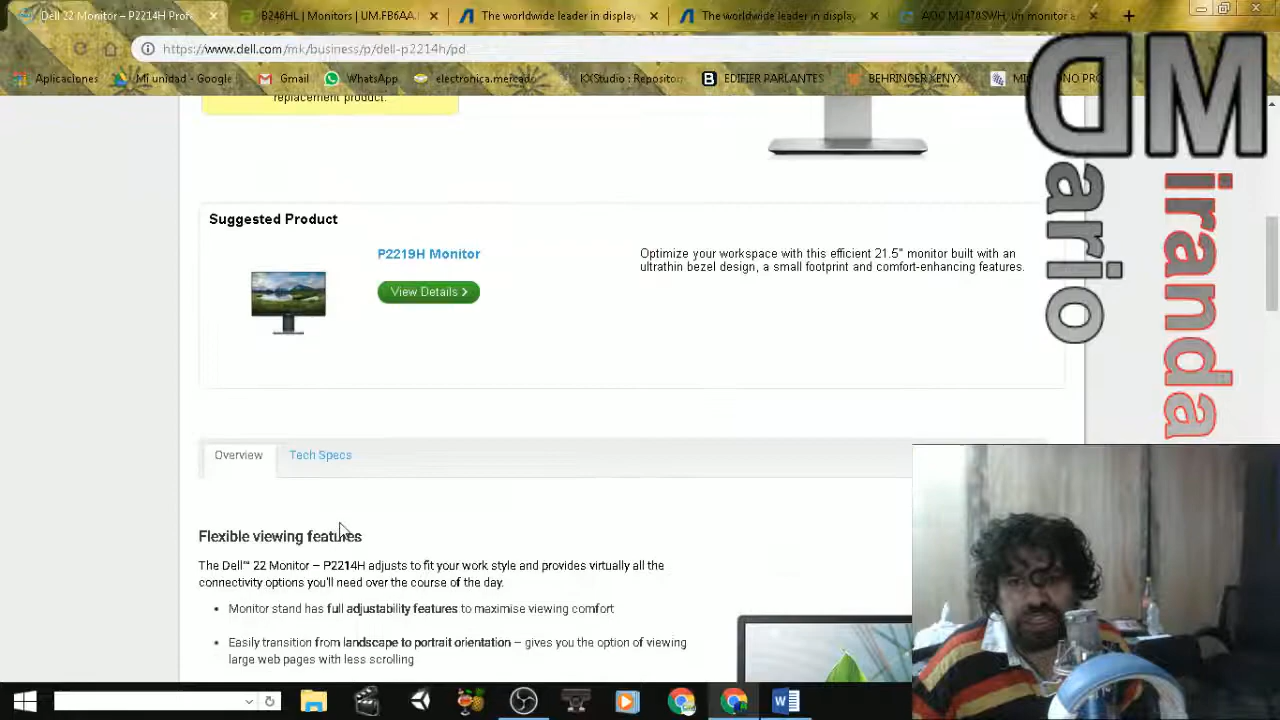 Dell 22 Monitor – P2214H Prof
B246HL | Monitors | UM.FB6AA.
The worldwide leader in display
The worldwide leader in display
AOC M2470SWH, un monitor a
https://www.dell.com/mk/business/p/dell-p2214h/pd
Aplicaciones
Mi unidad - Google
Gmail
WhatsApp
electronica.mercado
KXStudio : Reposito
EDIFIER PARLANTES
BEHRINGER XENYX
replacement product.
DM
ario
iranda
Suggested Product
P2219H Monitor
View Details
Optimize your workspace with this efficient 21.5" monitor built with an
ultrathin bezel design, a small footprint and comfort-enhancing features.
Overview
Tech Specs
Flexible viewing features
The Dell™ 22 Monitor – P2214H adjusts to fit your work style and provides virtually all the
connectivity options you'll need over the course of the day.
• Monitor stand has full adjustability features to maximise viewing comfort
• Easily transition from landscape to portrait orientation – gives you the option of viewing
large web pages with less scrolling